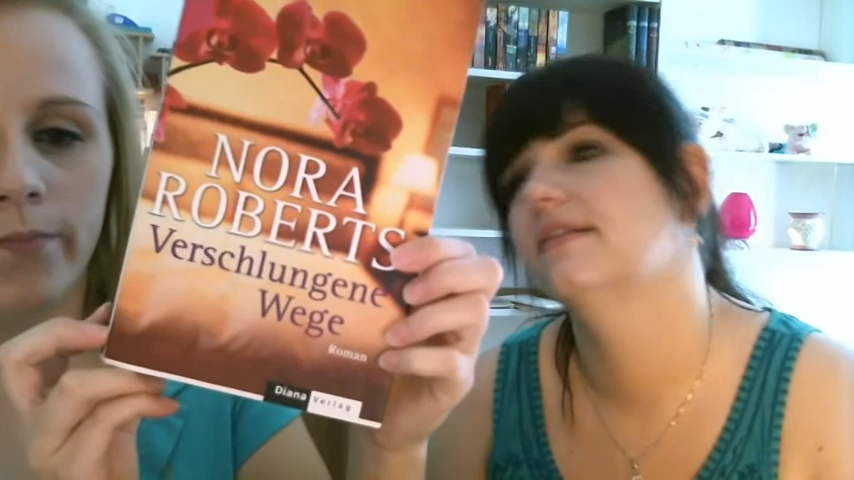 NORA
ROBERTS
Verschlungene
Wege
Roman
Diana Verlag